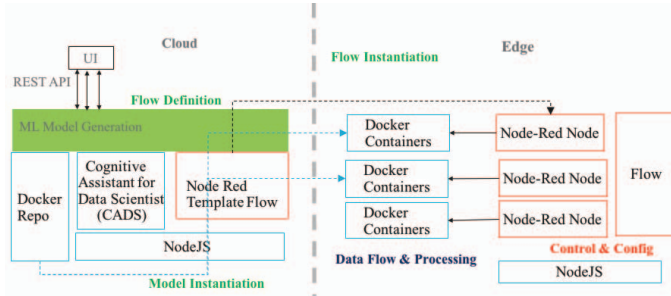 Cloud
Edge
UI
REST API
Flow Instantiation
Flow Definition
ML Model Generation
Docker
Repo
Cognitive
Assistant for
Data Scientist
(CADS)
Node Red
Template Flow
NodeJS
Model Instantiation
Docker
Containers
Node-Red Node
Docker
Containers
Node-Red Node
Docker
Containers
Node-Red Node
Flow
Control & Config
Data Flow & Processing
NodeJS